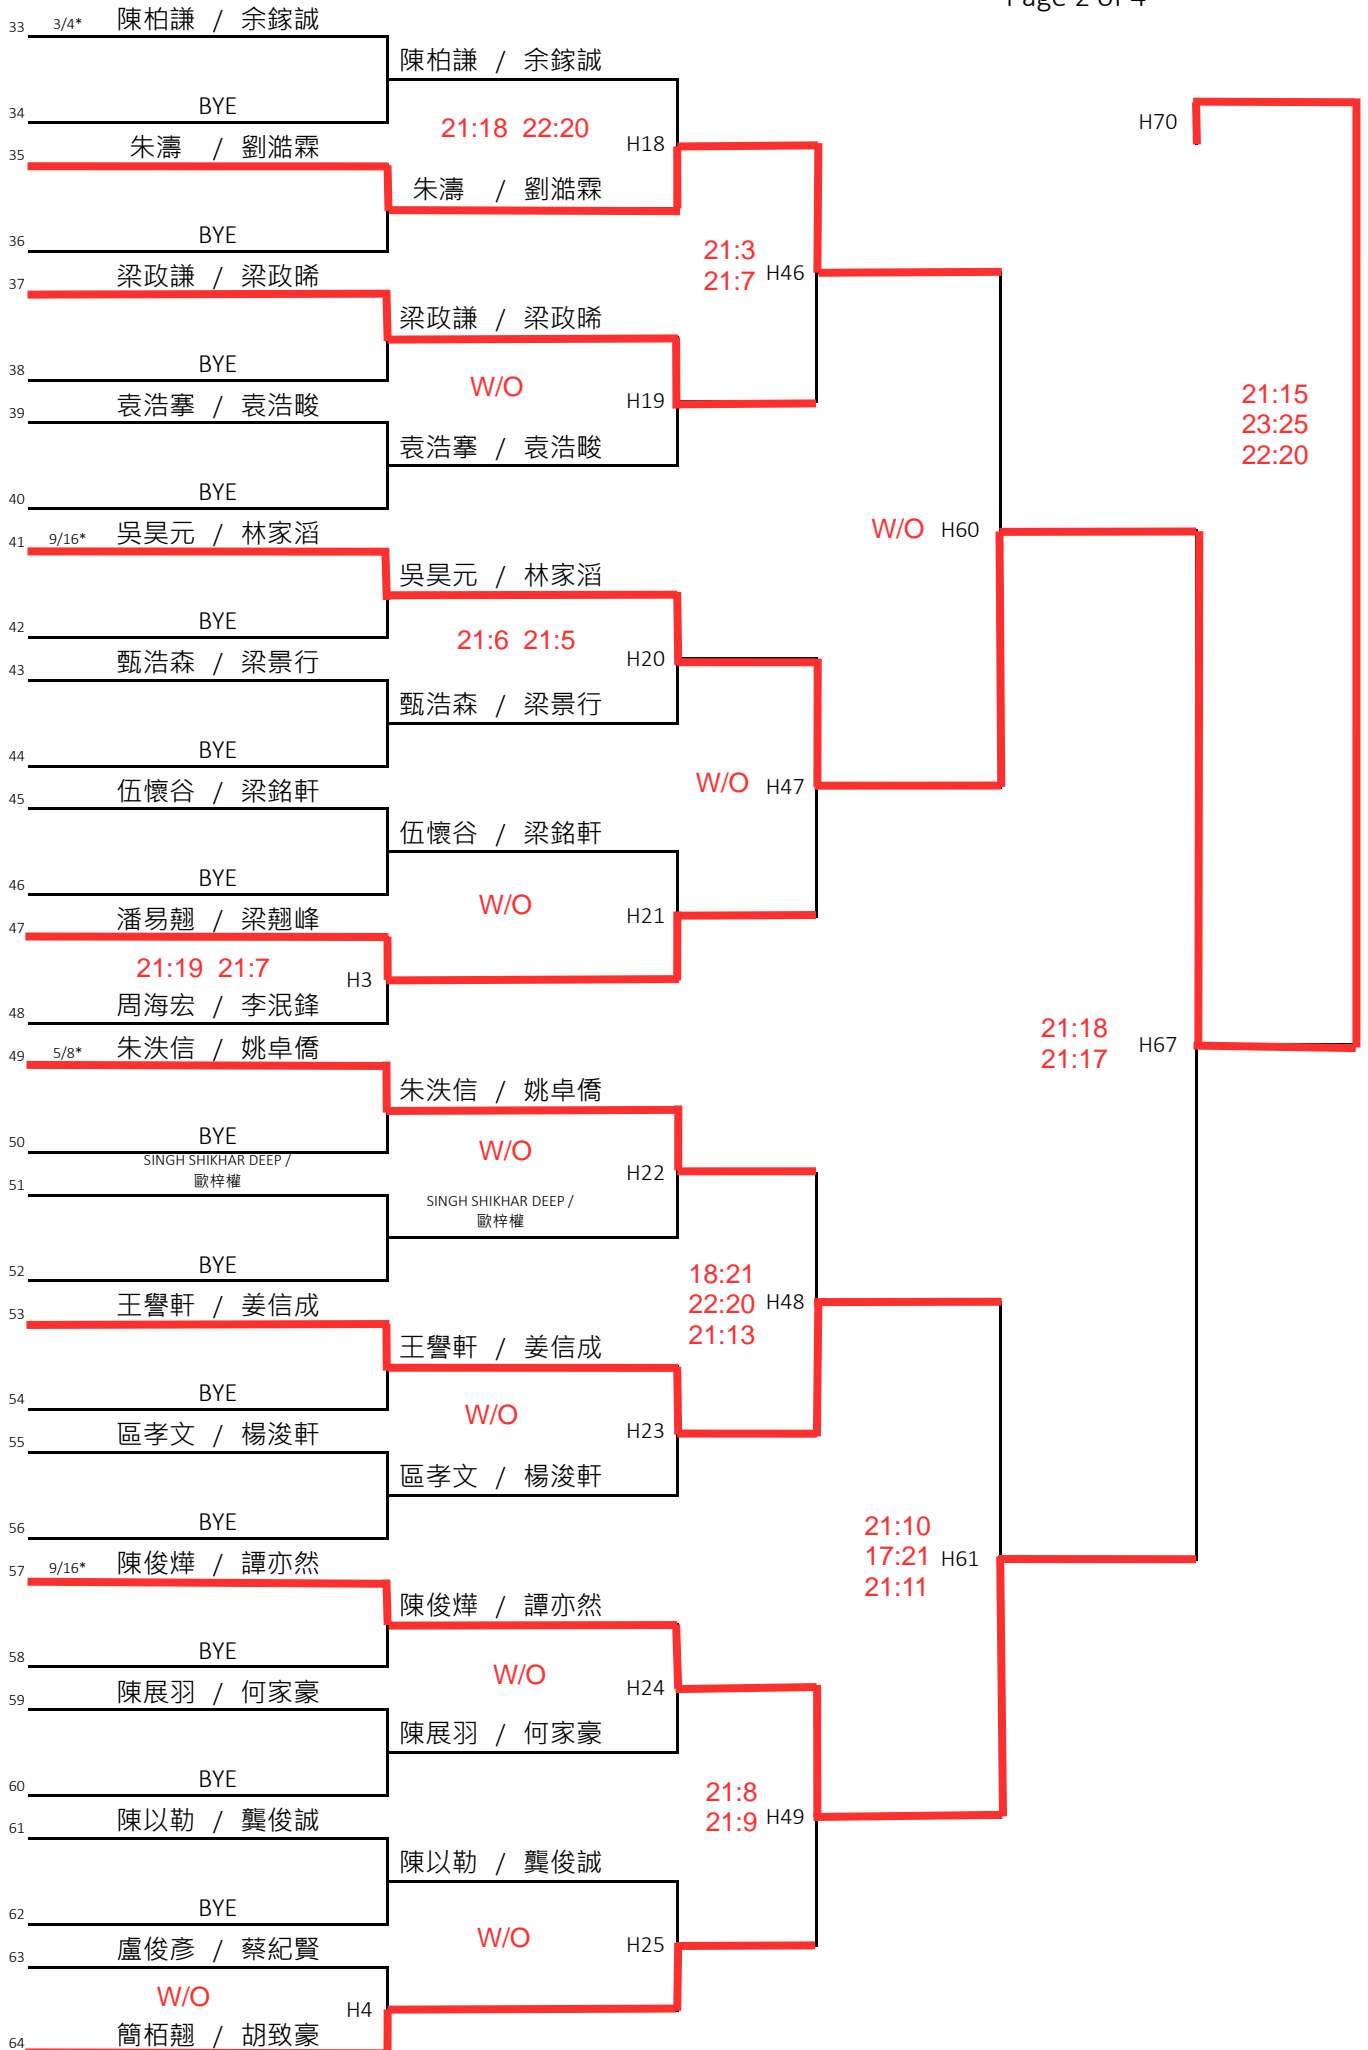 Page 2 of 4
33 3/4* 陳柏謙 / 余鎵誠
陳柏謙 / 余鎵誠
34 BYE
H70
21:18 22:20
H18
35 朱濤 / 劉澔霖
朱濤 / 劉澔霖
36 BYE
21:3
21:7 H46
37 梁政謙 / 梁政晞
梁政謙 / 梁政晞
38 BYE
W/O
H19
39 袁浩搴 / 袁浩畯
21:15
23:25
22:20
袁浩搴 / 袁浩畯
40 BYE
41 9/16* 吳昊元 / 林家滔
W/O H60
吳昊元 / 林家滔
42 BYE
21:6 21:5
H20
43 甄浩森 / 梁景行
甄浩森 / 梁景行
44 BYE
W/O H47
45 伍懷谷 / 梁銘軒
伍懷谷 / 梁銘軒
46 BYE
W/O
H21
47 潘易翹 / 梁翹峰
21:19 21:7
H3
48 周海宏 / 李泯鋒
21:18
21:17
H67
49 5/8* 朱泆信 / 姚卓僑
朱泆信 / 姚卓僑
50 BYE
W/O
H22
51 SINGH SHIKHAR DEEP /
歐梓權
SINGH SHIKHAR DEEP /
歐梓權
52 BYE
18:21
22:20 H48
21:13
53 王譽軒 / 姜信成
王譽軒 / 姜信成
54 BYE
W/O
H23
55 區孝文 / 楊浚軒
區孝文 / 楊浚軒
56 BYE
21:10
17:21 H61
21:11
57 9/16* 陳俊燁 / 譚亦然
陳俊燁 / 譚亦然
58 BYE
W/O
H24
59 陳展羽 / 何家豪
陳展羽 / 何家豪
60 BYE
21:8
21:9 H49
61 陳以勒 / 龔俊誠
陳以勒 / 龔俊誠
62 BYE
W/O
H25
63 盧俊彥 / 蔡紀賢
W/O
H4
64 簡栢翹 / 胡致豪